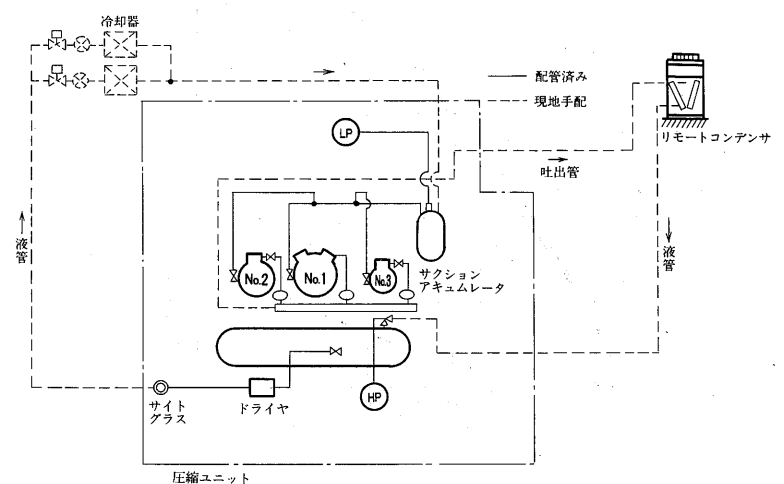 冷却器
配管済み
現地手配
リモートコンデンサ
吐出管
LP
液管
液管
サクション
アキュムレータ
No.2
No.1
No.3
HP
サイト
グラス
ドライヤ
圧縮ユニット